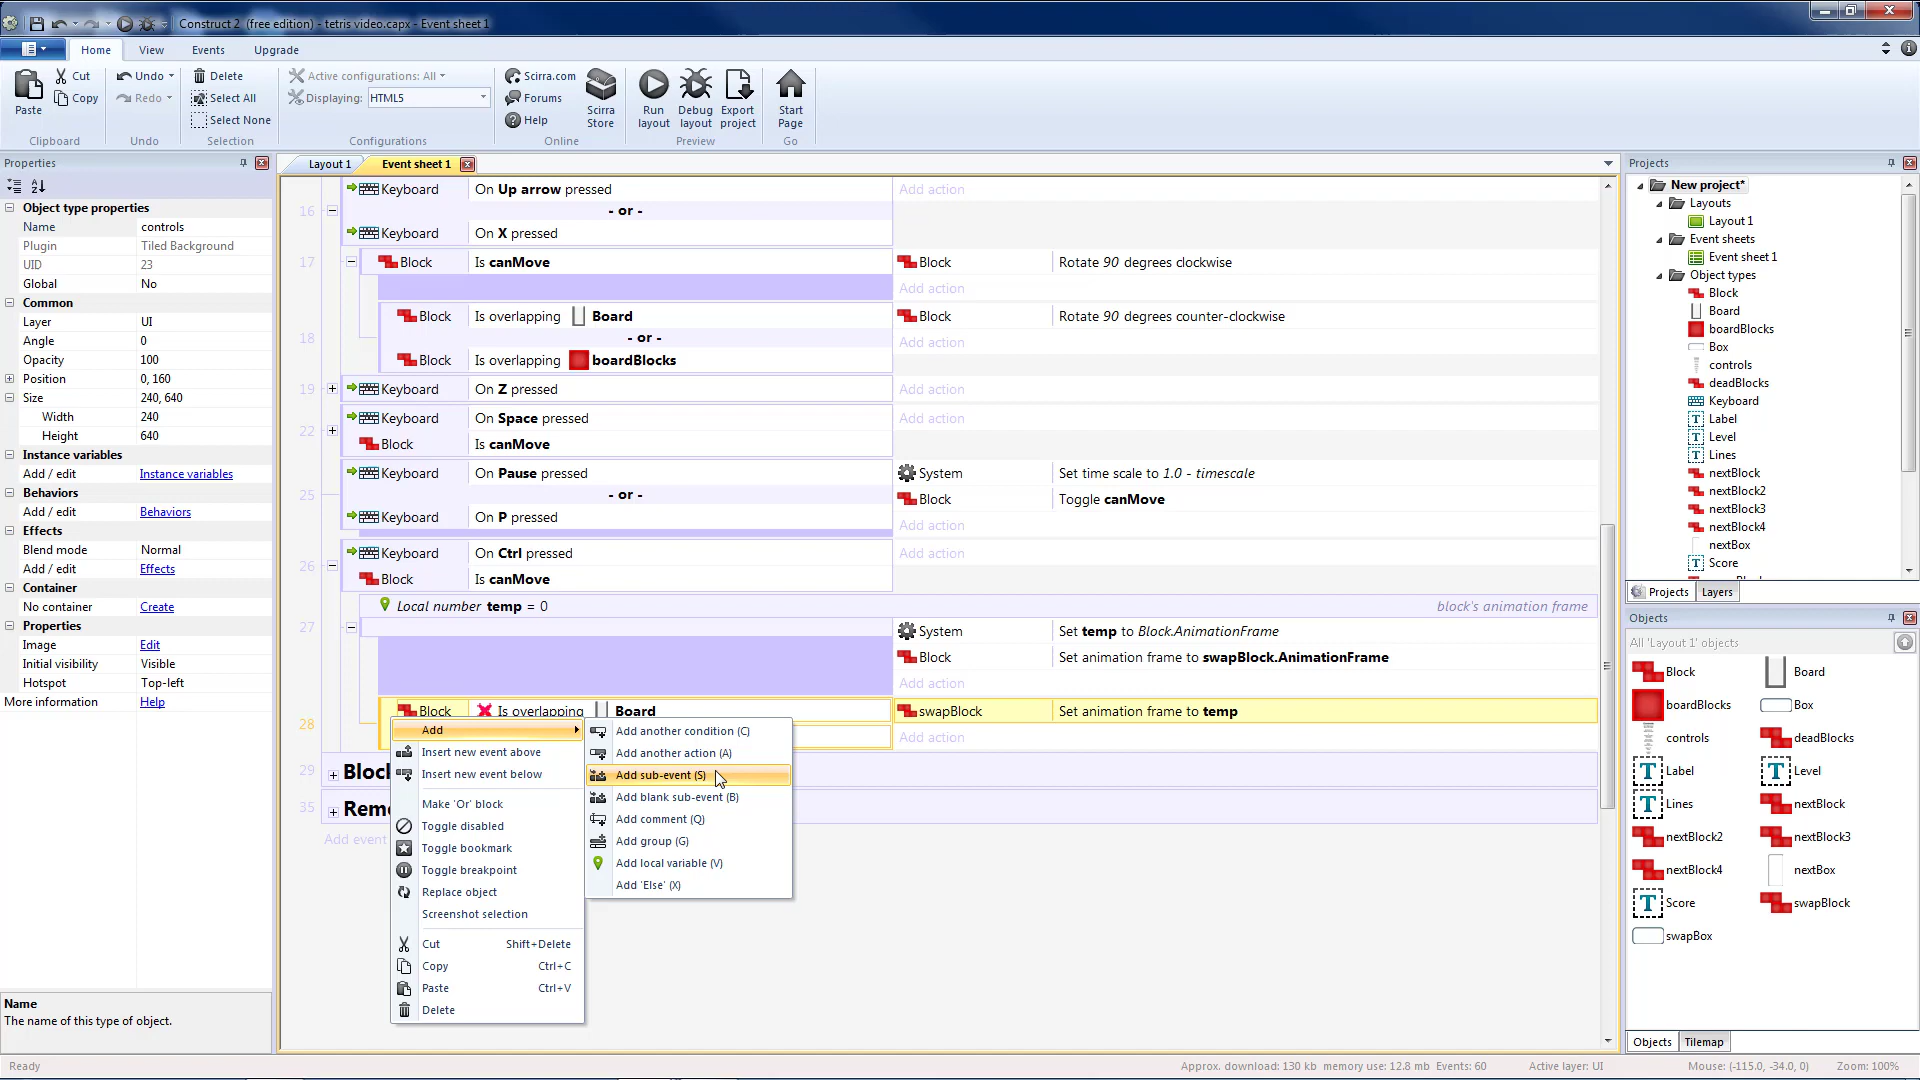 Construct 2  (free edition) - tetris video.capx - Event sheet 1
Home View Events Upgrade
Paste Cut Copy Clipboard
Undo Redo Undo
Delete Select All Select None Selection
Active configurations: All
Displaying: HTML5
Configurations
Scirra.com Forums Help Scirra Store Online
Run layout Debug layout Export project Preview
Start Page Go
Properties
Object type properties
Name controls
Plugin Tiled Background
UID 23
Global No
Common
Layer UI
Angle 0
Opacity 100
Position 0, 160
Size 240, 640
Width 240
Height 640
Instance variables
Add / edit Instance variables
Behaviors
Add / edit Behaviors
Effects
Blend mode Normal
Add / edit Effects
Container
No container Create
Properties
Image Edit
Initial visibility Visible
Hotspot Top-left
More information Help
Name
The name of this type of object.
Layout 1 Event sheet 1
Keyboard On Up arrow pressed Add action
16 - or -
Keyboard On X pressed
17 Block Is canMove Block Rotate 90 degrees clockwise
Add action
Block Is overlapping Board Block Rotate 90 degrees counter-clockwise
18 - or - Add action
Block Is overlapping boardBlocks
19 Keyboard On Z pressed Add action
Keyboard On Space pressed Add action
22 Block Is canMove
Keyboard On Pause pressed System Set time scale to 1.0 - timescale
25 - or - Block Toggle canMove
Keyboard On P pressed Add action
Keyboard On Ctrl pressed Add action
26 Block Is canMove
Local number temp = 0 block's animation frame
27 System Set temp to Block.AnimationFrame
Block Set animation frame to swapBlock.AnimationFrame
Add action
28 Block Is overlapping Board swapBlock Set animation frame to temp
Add action
29 Bloc
35 Rem
Add event
Add
Insert new event above
Insert new event below
Make 'Or' block
Toggle disabled
Toggle bookmark
Toggle breakpoint
Replace object
Screenshot selection
Cut Shift+Delete
Copy Ctrl+C
Paste Ctrl+V
Delete
Add another condition (C)
Add another action (A)
Add sub-event (S)
Add blank sub-event (B)
Add comment (Q)
Add group (G)
Add local variable (V)
Add 'Else' (X)
Projects
New project*
Layouts
Layout 1
Event sheets
Event sheet 1
Object types
Block
Board
boardBlocks
Box
controls
deadBlocks
Keyboard
Label
Level
Lines
nextBlock
nextBlock2
nextBlock3
nextBlock4
nextBox
Score
Projects Layers
Objects
All 'Layout 1' objects
Block Board
boardBlocks Box
controls deadBlocks
Label Level
Lines nextBlock
nextBlock2 nextBlock3
nextBlock4 nextBox
Score swapBlock
swapBox
Objects Tilemap
Ready Approx. download: 130 kb  memory use: 12.8 mb  Events: 60 Active layer: UI Mouse: (-115.0, -34.0, 0) Zoom: 100%